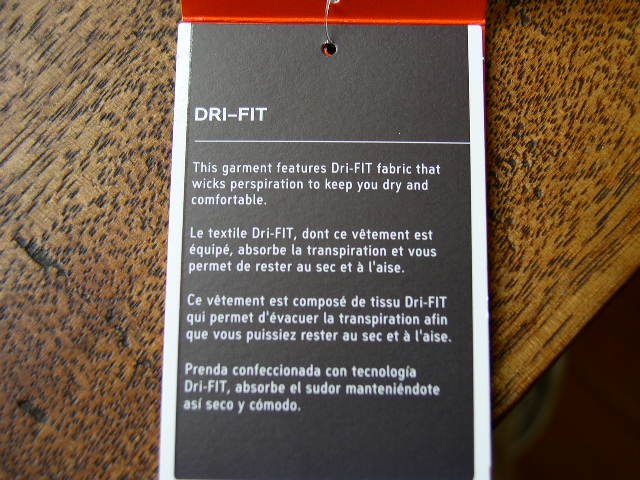 DRI-FIT
This garment features Dri-FIT fabric that
wicks perspiration to keep you dry and
comfortable.
Le textile Dri-FIT, dont ce vêtement est
équipé, absorbe la transpiration et vous
permet de rester au sec et à l'aise.
Ce vêtement est composé de tissu Dri-FIT
qui permet d'évacuer la transpiration afin
que vous puissiez rester au sec et à l'aise.
Prenda confeccionada con tecnología
Dri-FIT, absorbe el sudor manteniéndote
así seco y cómodo.